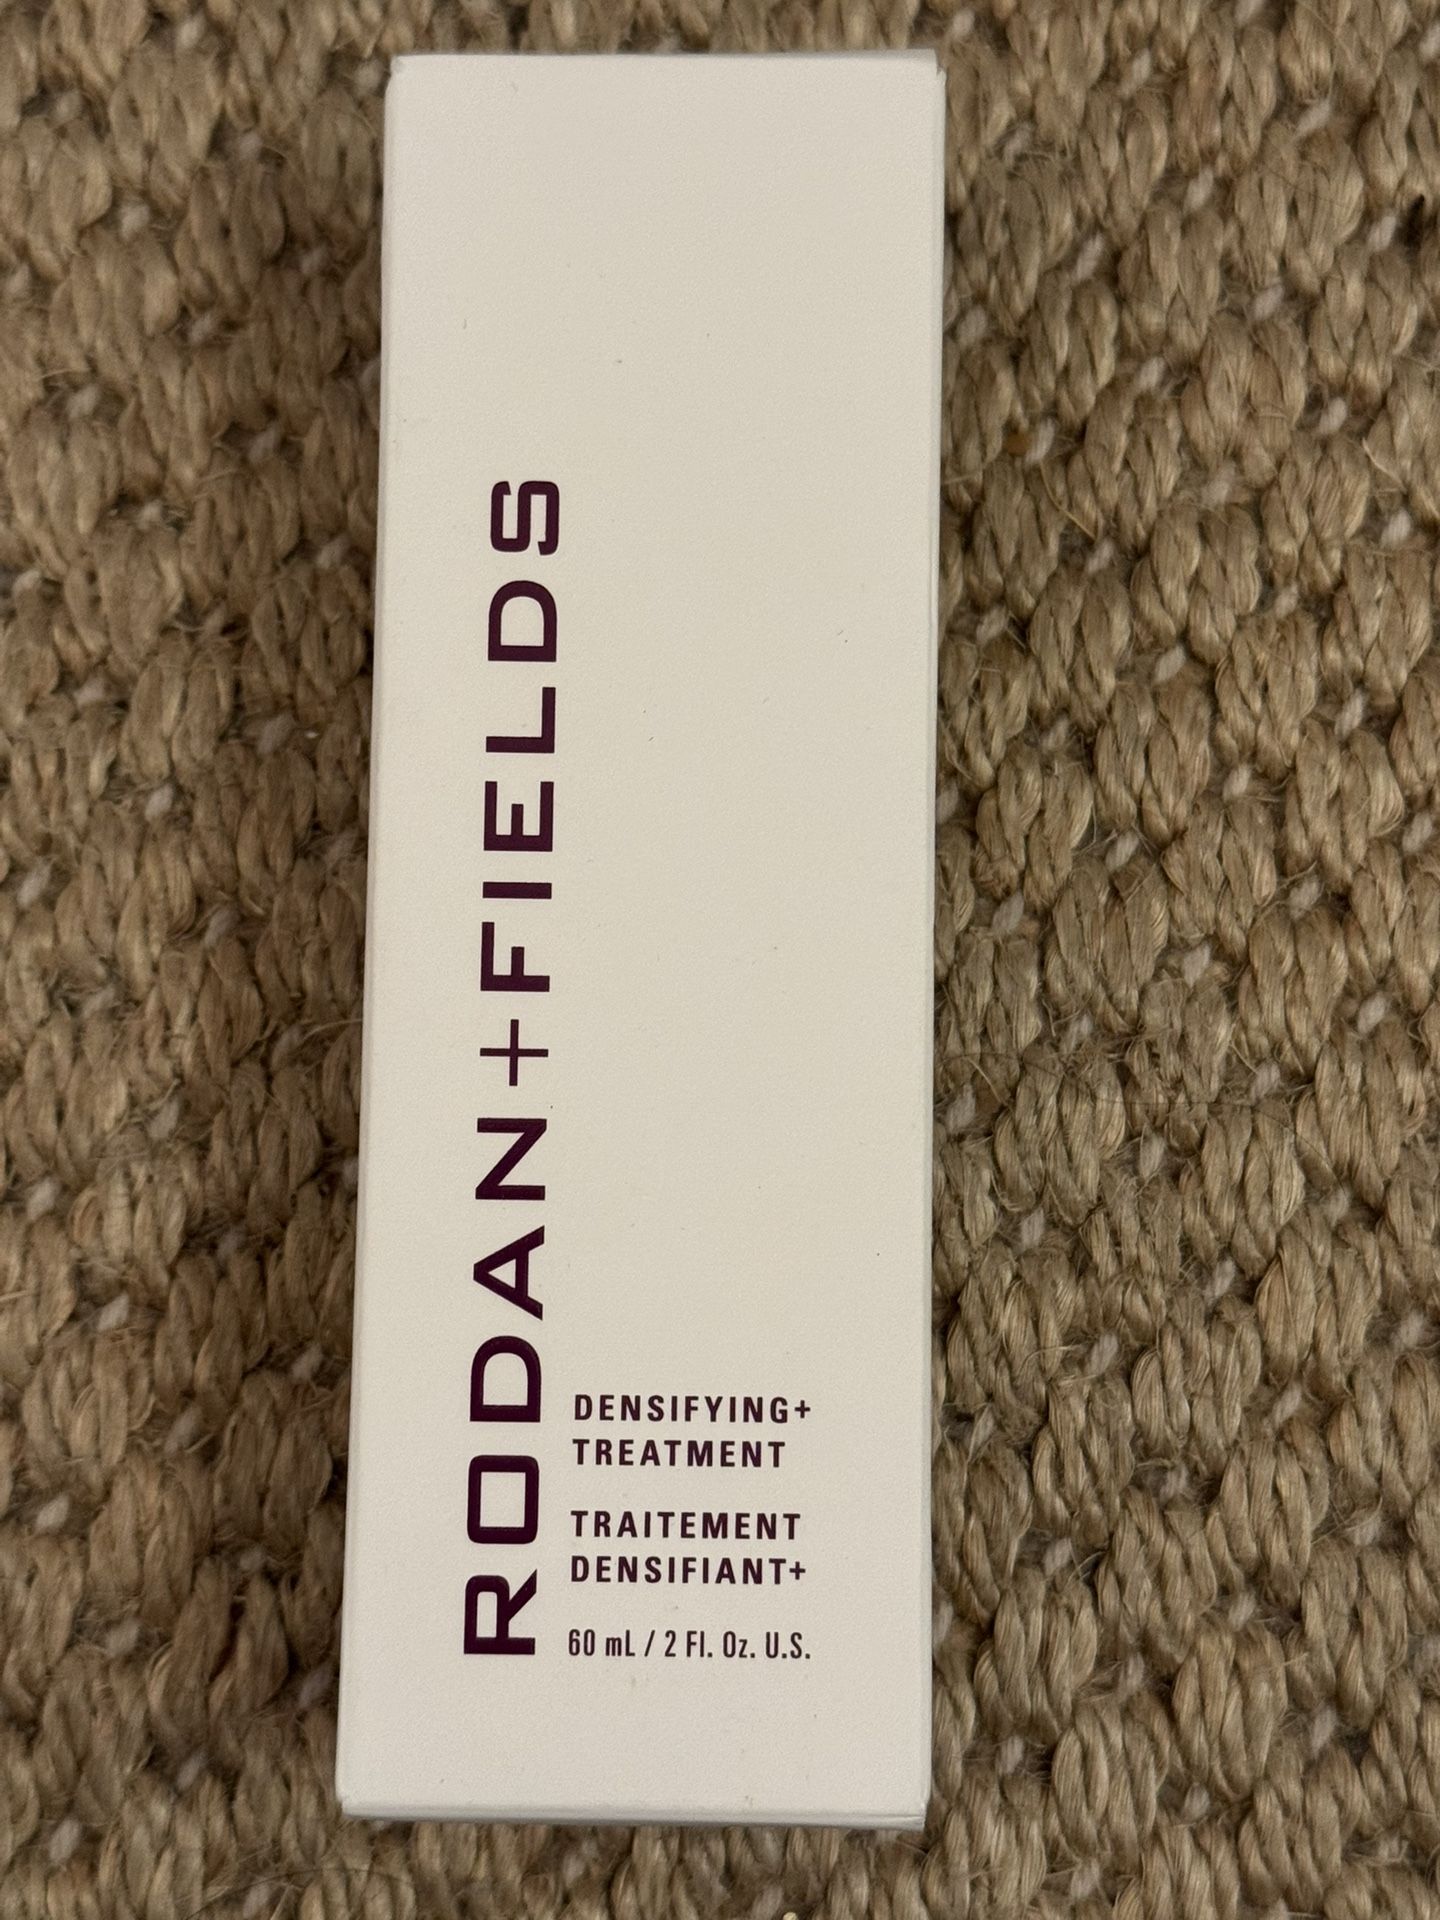 RODAN+FIELDS
DENSIFYING+
TREATMENT
TRAITEMENT
DENSIFIANT+
60 mL / 2 Fl. Oz. U.S.